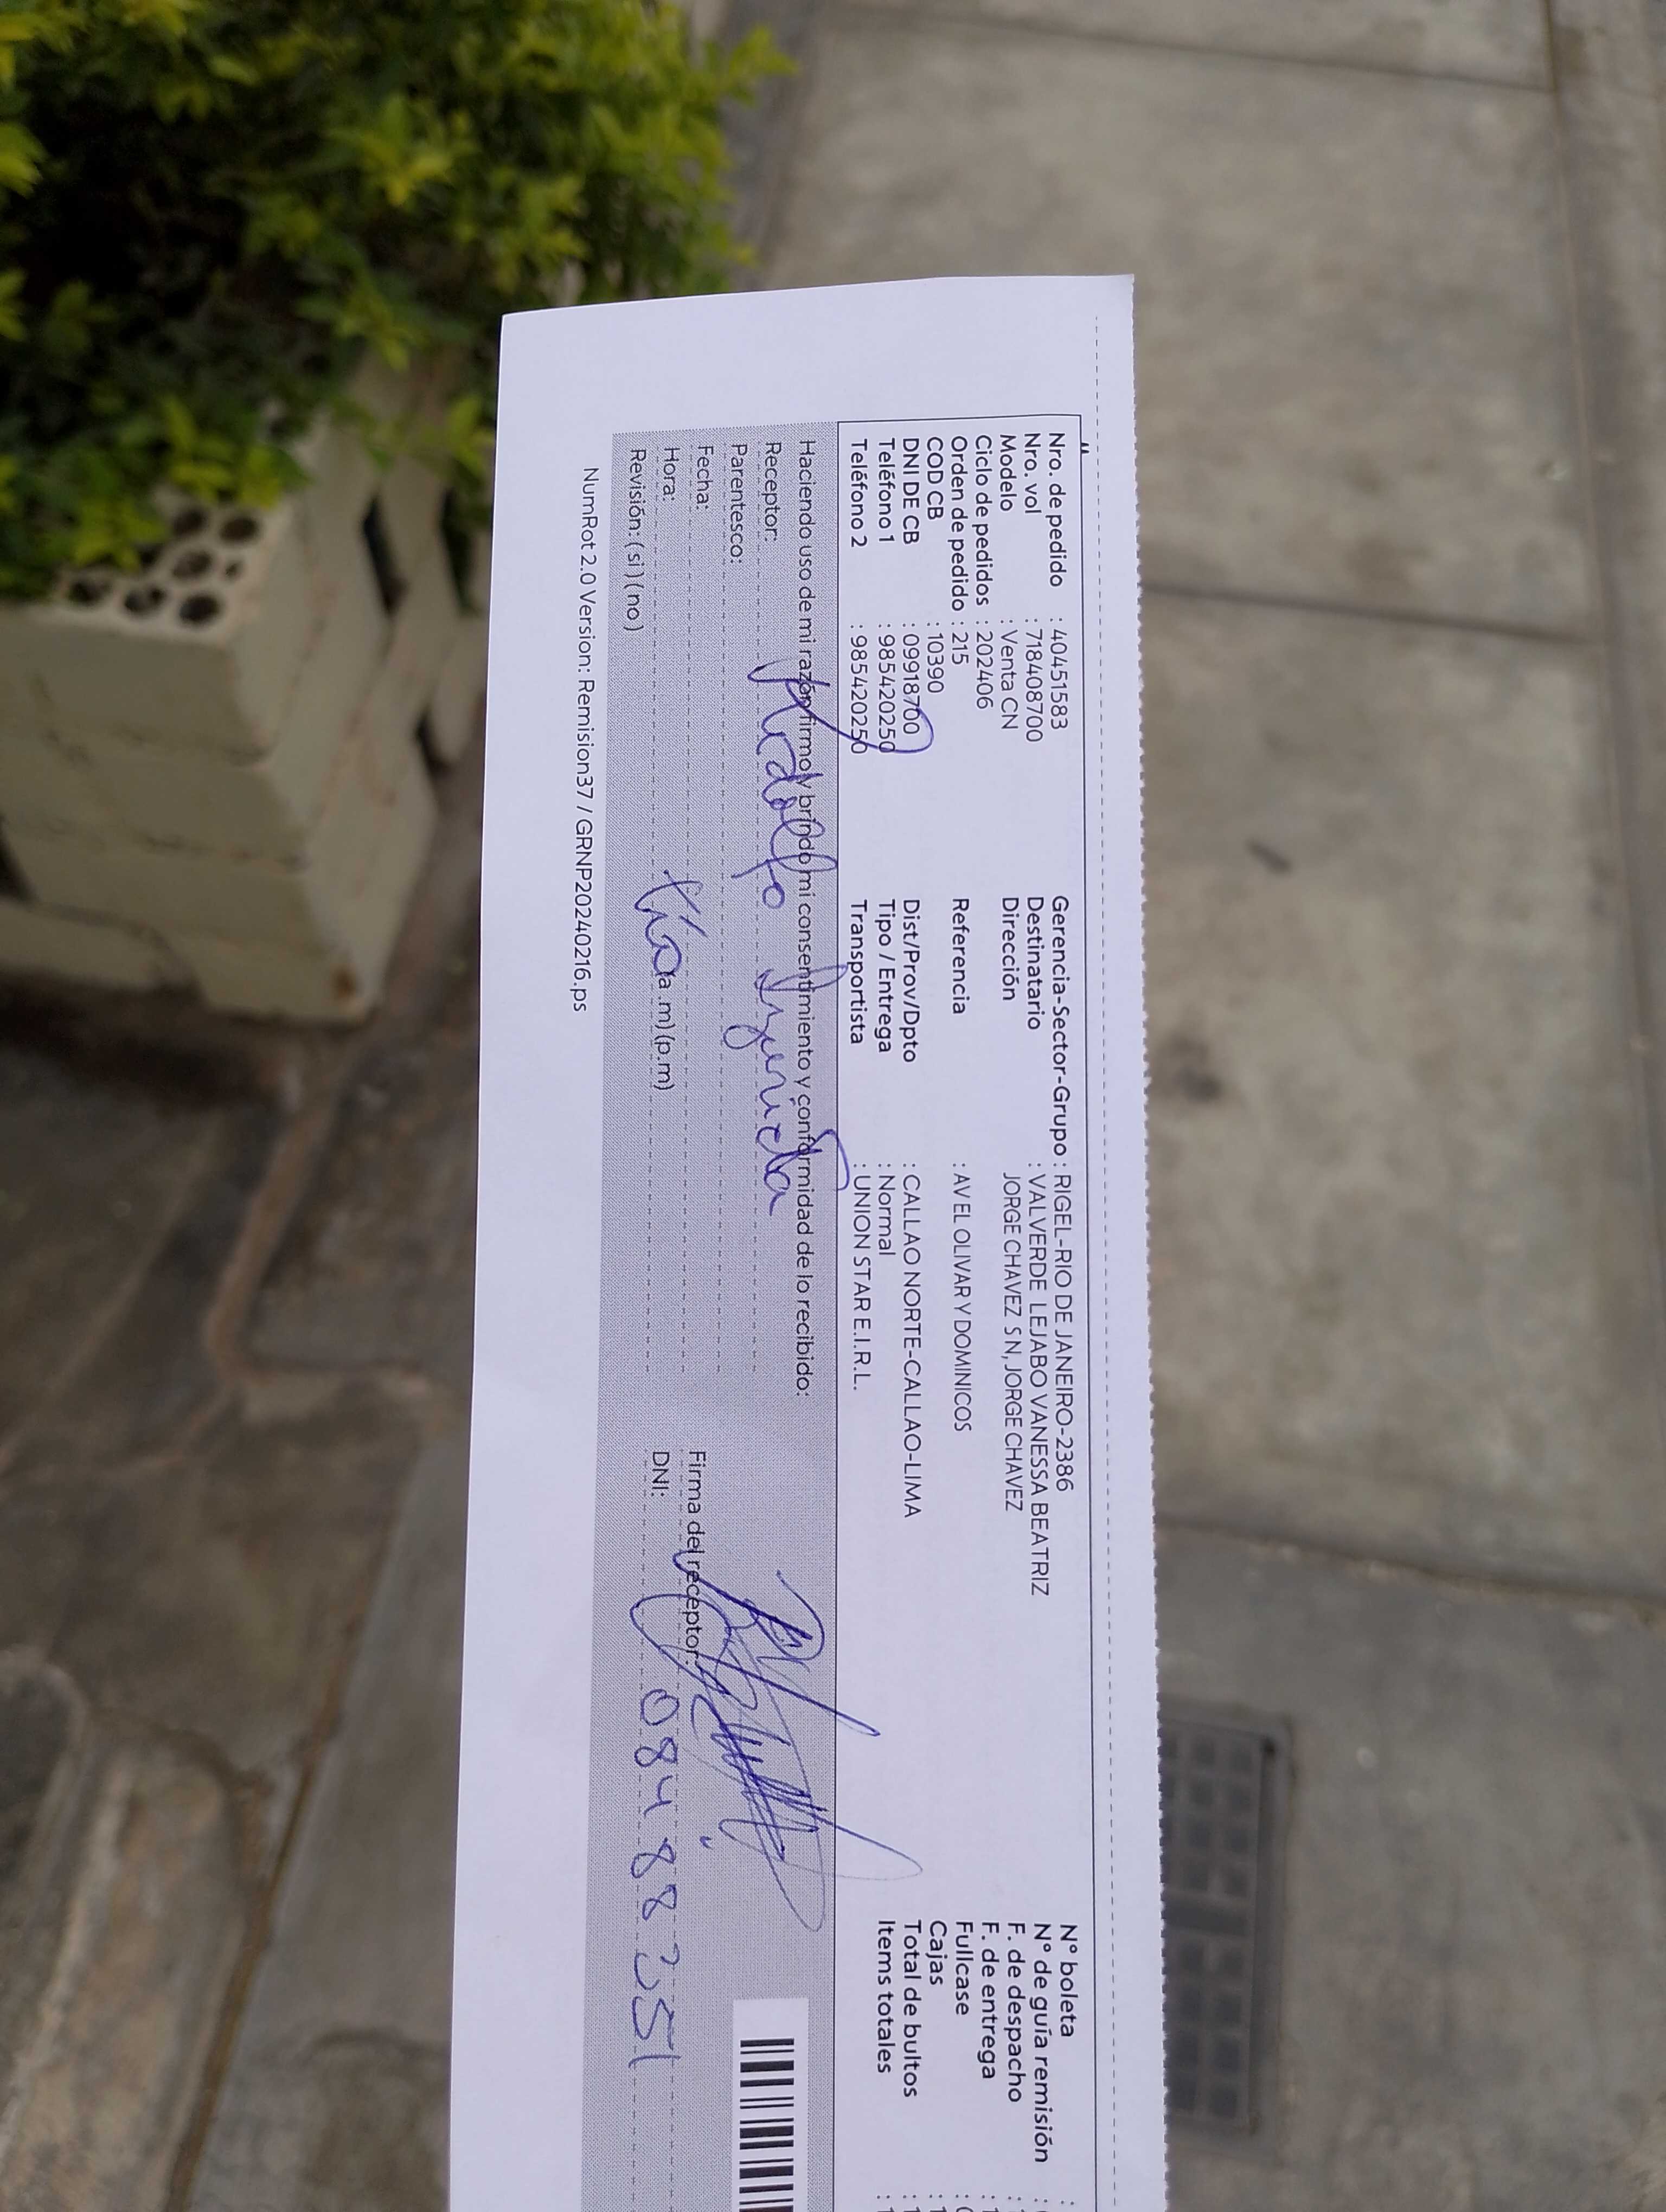 Nro. de pedido : 40451583
Nro. vol : 718408700
Modelo : Venta CN
Ciclo de pedidos : 202406
Orden de pedido : 215
COD CB : 10390
DNI DE CB : 09918700
Teléfono 1 : 985420250
Teléfono 2 : 985420250
Gerencia-Sector-Grupo : RIGEL-RIO DE JANEIRO-2386
Destinatario : VALVERDE LEJABO VANESSA BEATRIZ
Dirección JORGE CHAVEZ SN, JORGE CHAVEZ
Referencia : AV EL OLIVAR Y DOMINICOS
Dist/Prov/Dpto : CALLAO NORTE-CALLAO-LIMA
Tipo / Entrega : Normal
Transportista : UNION STAR E.I.R.L.
N° boleta :
N° de guía remisión :
F. de despacho :
F. de entrega :
Fullcase :
Cajas :
Total de bultos :
Items totales :
Haciendo uso de mi razón firmo y brindo mi consentimiento y conformidad de lo recibido:
Receptor: Rodolfo
Parentesco:
Fecha:
Hora: a.m) (p.m)
Revisión: (si) (no)
Firma del receptor:
DNI: 08488351
NumRot 2.0 Version: Remision37 / GRNP20240216.ps